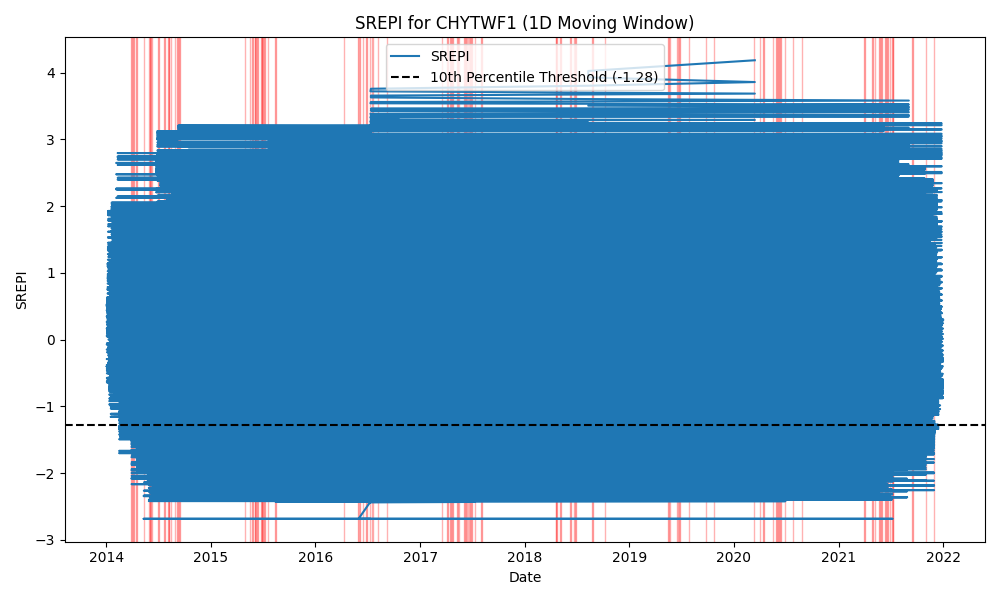 SREPI for CHYTWF1 (1D Moving Window)
SREPI
10th Percentile Threshold (-1.28)
4
3
2
1
0
−1
−2
−3
SREPI
2014 2015 2016 2017 2018 2019 2020 2021 2022
Date